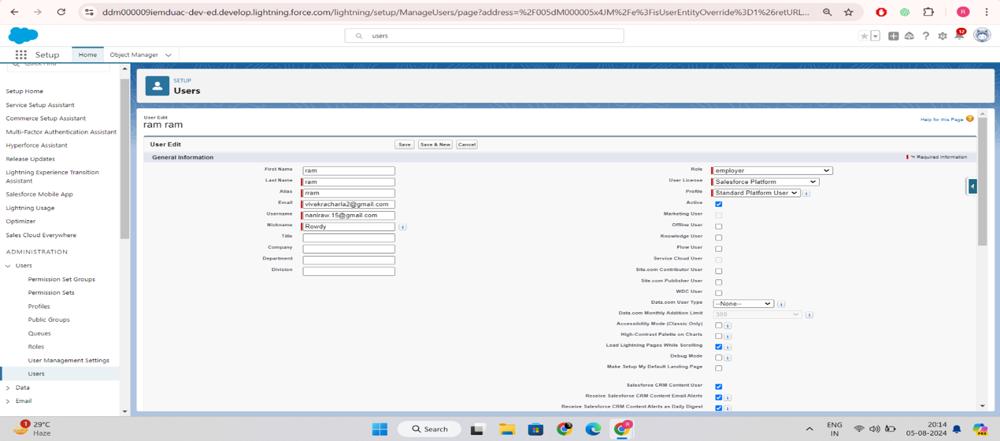 ddm000009iemduac-dev-ed.develop.lightning.force.com/lightning/setup/ManageUsers/page?address=%2F005dM000005x4JM%2Fe%3FisUserEntityOverride%3D1%26retURL...
R
users
12
Setup
Home
Object Manager
Quick Find
Setup Home
Service Setup Assistant
Commerce Setup Assistant
Multi-Factor Authentication Assistant
Hyperforce Assistant
Release Updates
Lightning Experience Transition
Assistant
Salesforce Mobile App
Lightning Usage
Optimizer
Sales Cloud Everywhere
ADMINISTRATION
Users
Permission Set Groups
Permission Sets
Profiles
Public Groups
Queues
Roles
User Management Settings
Users
Data
Email
SETUP
Users
User Edit
ram ram
Help for this Page
User Edit
Save
Save & New
Cancel
General Information
= Required Information
First Name ram
Last Name ram
Alias rram
Email vivekracharla2@gmail.com
Username naniraw.15@gmail.com
Nickname Rowdy
Title
Company
Department
Division
Role employer
User License Salesforce Platform
Profile Standard Platform User
Active
Marketing User
Offline User
Knowledge User
Flow User
Service Cloud User
Site.com Contributor User
Site.com Publisher User
WDC User
Data.com User Type --None--
Data.com Monthly Addition Limit 300
Accessibility Mode (Classic Only)
High-Contrast Palette on Charts
Load Lightning Pages While Scrolling
Debug Mode
Make Setup My Default Landing Page
Salesforce CRM Content User
Receive Salesforce CRM Content Email Alerts
Receive Salesforce CRM Content Alerts as Daily Digest
1
29°C
Haze
Search
R
ENG
IN
20:14
05-08-2024
PRE